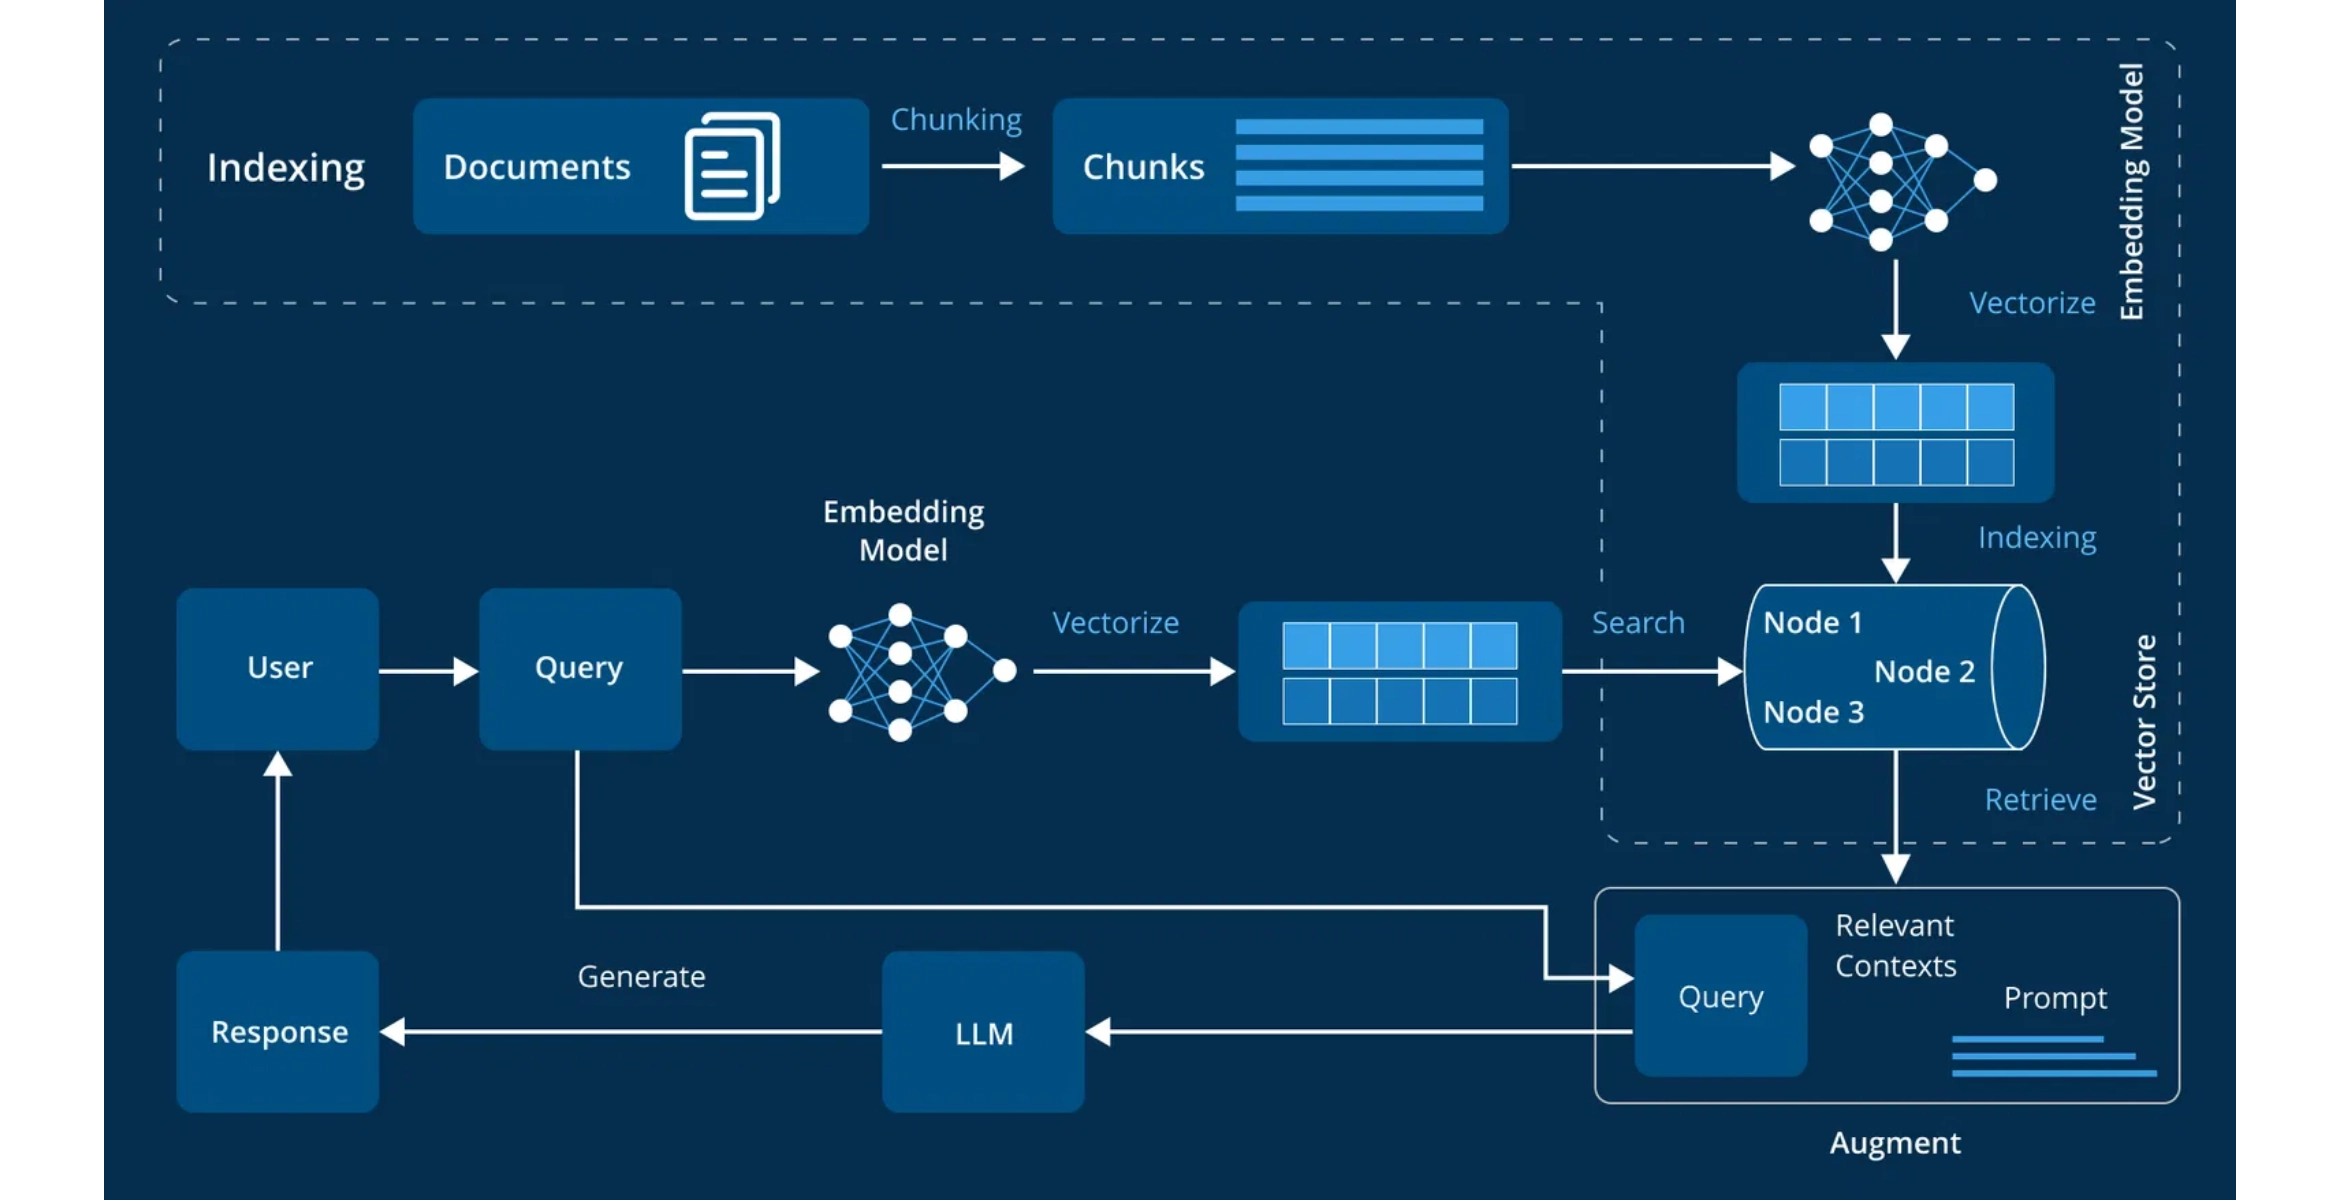 Indexing
Documents
Chunking
Chunks
Embedding Model
Vectorize
Indexing
Embedding
Model
User
Query
Vectorize
Search
Node 1
Node 2
Node 3
Vector Store
Retrieve
Response
Generate
LLM
Query
Relevant
Contexts
Prompt
Augment